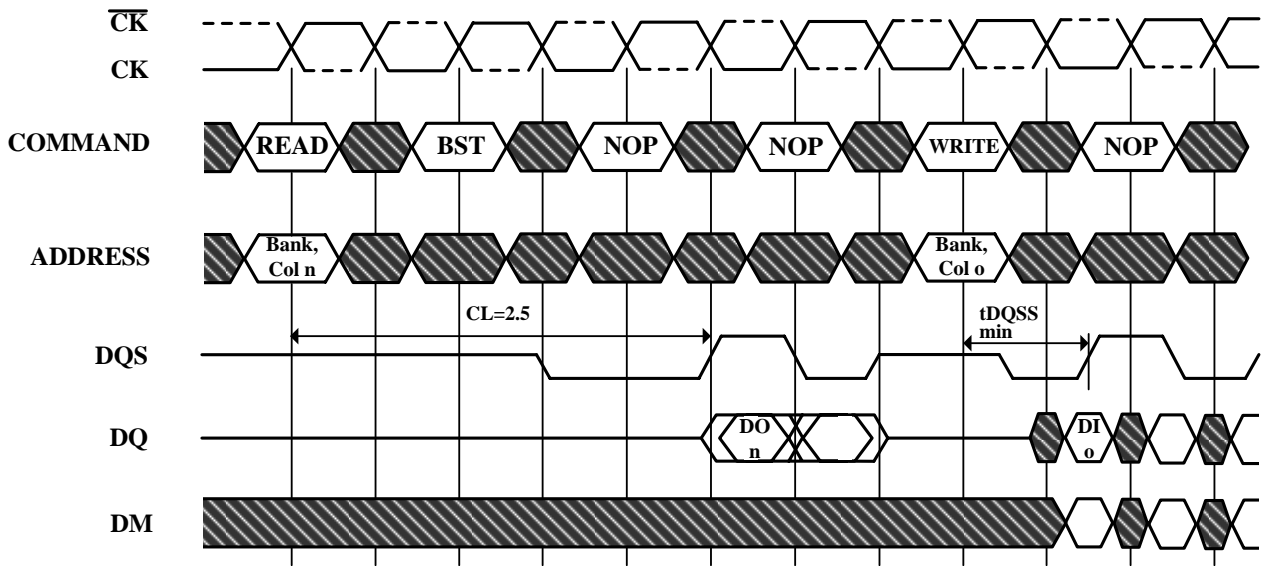 CK
CK
COMMAND
READ
BST
NOP
NOP
WRITE
NOP
ADDRESS
Bank,
Col n
Bank,
Col o
CL=2.5
tDQSS
min
DQS
DQ
DO
n
DI
o
DM